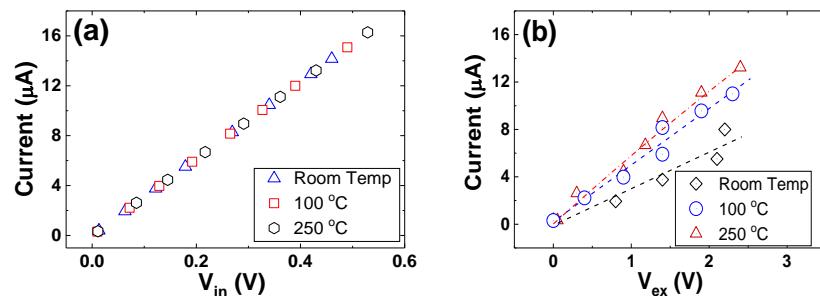 (a)
16
12
8
4
0
Current (μA)
Room Temp
100 °C
250 °C
0.0 0.2 0.4 0.6
V_in (V)
(b)
16
12
8
4
0
Current (μA)
Room Temp
100 °C
250 °C
0 1 2 3
V_ex (V)